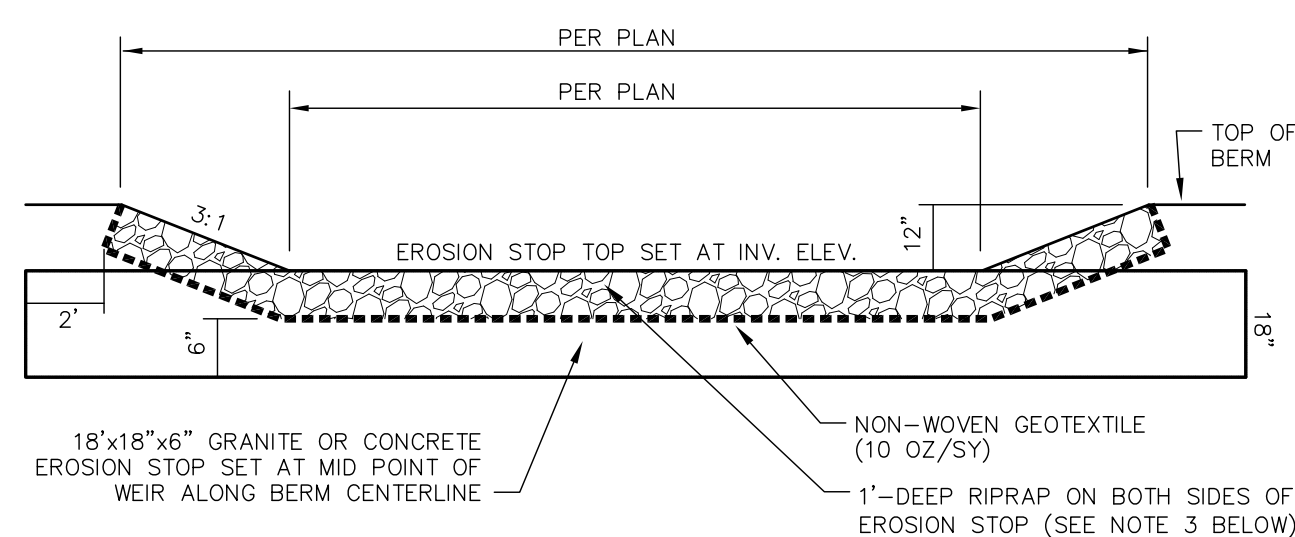 PER PLAN
PER PLAN
TOP OF
BERM
3:1
12"
EROSION STOP TOP SET AT INV. ELEV.
2'
6"
18"
18'x18"x6" GRANITE OR CONCRETE
EROSION STOP SET AT MID POINT OF
WEIR ALONG BERM CENTERLINE
NON-WOVEN GEOTEXTILE
(10 OZ/SY)
1'-DEEP RIPRAP ON BOTH SIDES OF
EROSION STOP (SEE NOTE 3 BELOW)